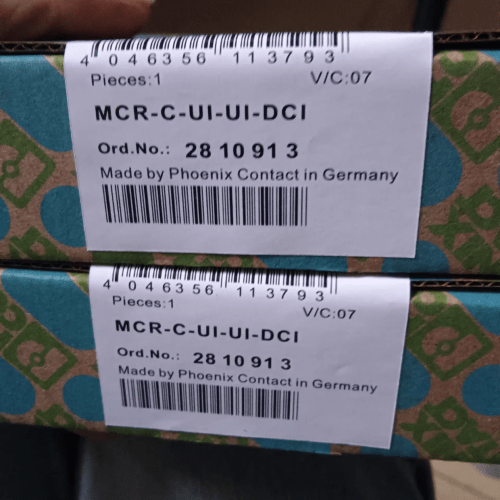 4 046356 113793
Pieces:1 V/C:07
MCR-C-UI-UI-DCI
Ord.No.: 28 10 91 3
Made by Phoenix Contact in Germany
4 046356 113793
Pieces:1 V/C:07
MCR-C-UI-UI-DCI
Ord.No.: 28 10 91 3
Made by Phoenix Contact in Germany